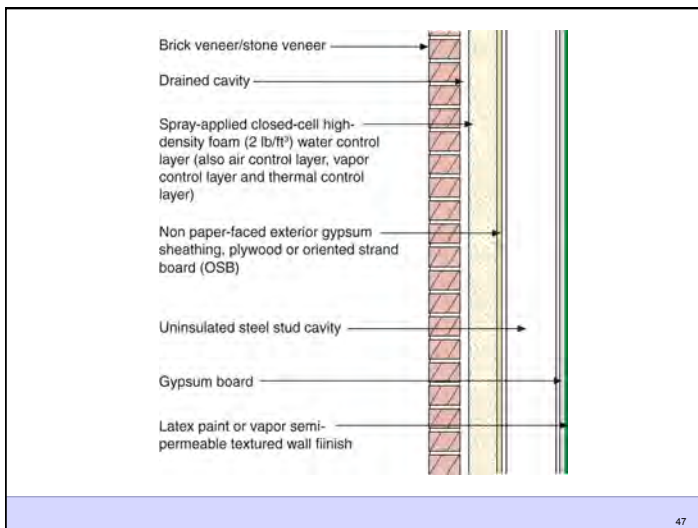 Brick veneer/stone veneer
Drained cavity
Spray-applied closed-cell high-
density foam (2 lb/ft³) water control
layer (also air control layer, vapor
control layer and thermal control
layer)
Non paper-faced exterior gypsum
sheathing, plywood or oriented strand
board (OSB)
Uninsulated steel stud cavity
Gypsum board
Latex paint or vapor semi-
permeable textured wall fiinish
47